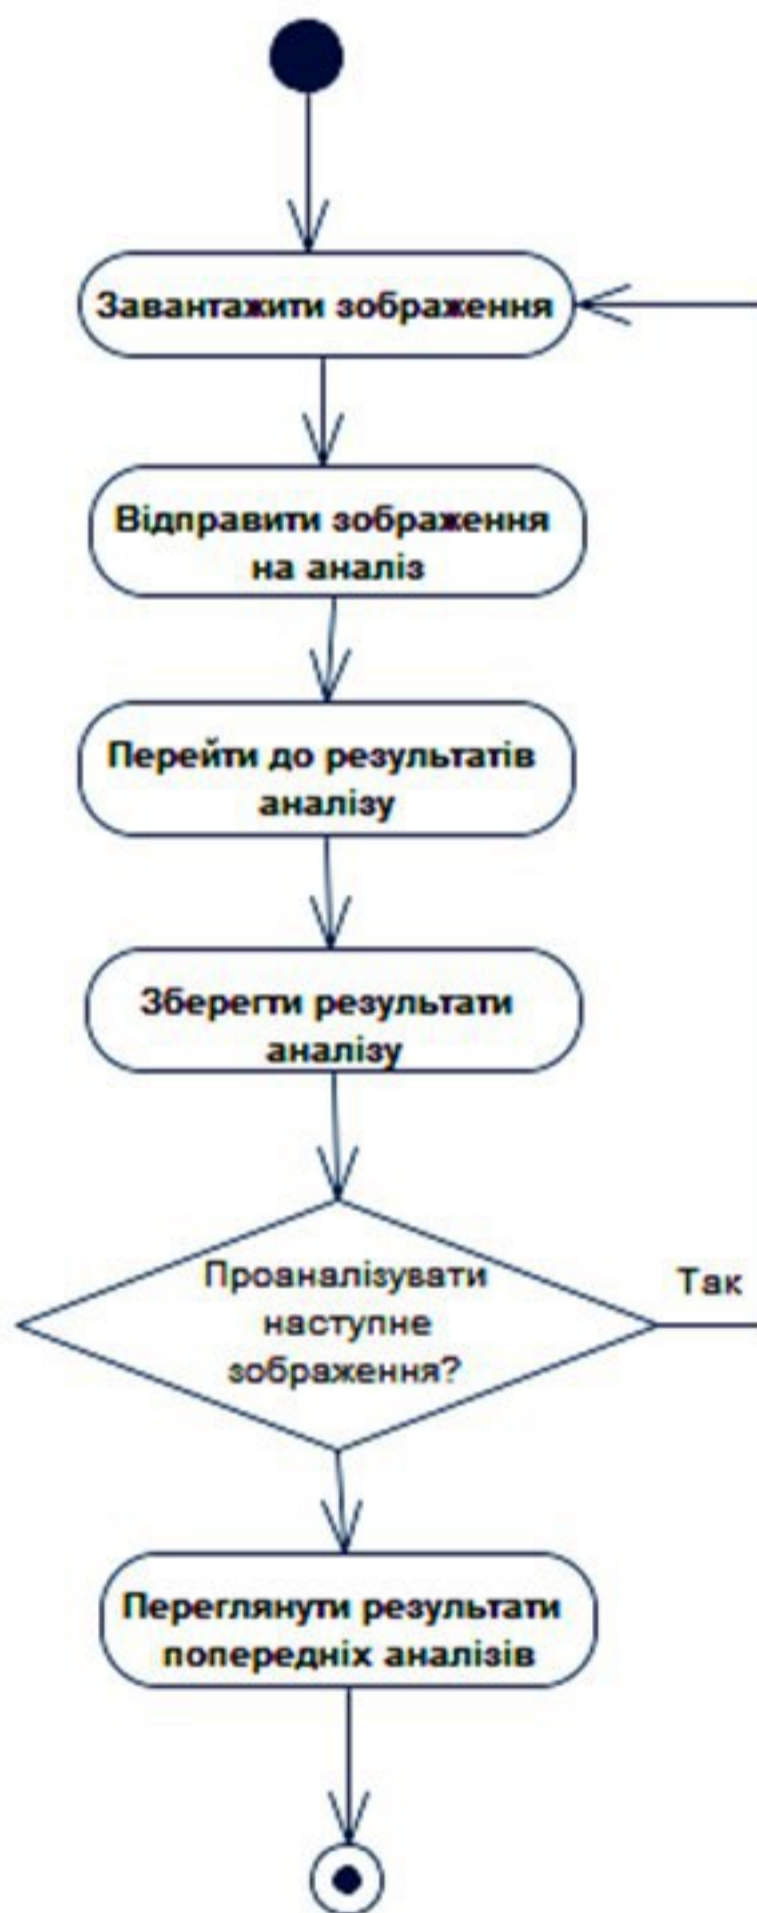 Завантажити зображення
Відправити зображення
на аналіз
Перейти до результатів
аналізу
Зберегти результати
аналізу
Проаналізувати
наступне
зображення?
Так
Переглянути результати
попередніх аналізів